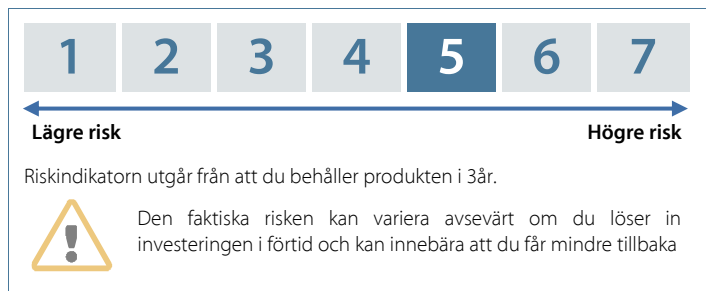 1 2 3 4 5 6 7
Lägre risk Högre risk
Riskindikatorn utgår från att du behåller produkten i 3år.
Den faktiska risken kan variera avsevärt om du löser in
investeringen i förtid och kan innebära att du får mindre tillbaka